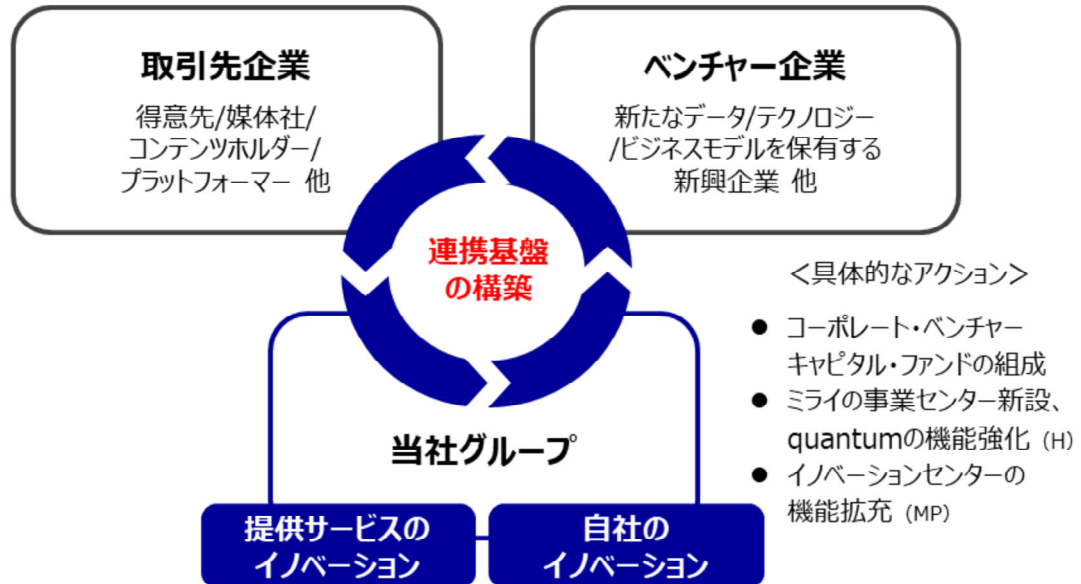 取引先企業
得意先/媒体社/
コンテンツホルダー/
プラットフォーマー 他
ベンチャー企業
新たなデータ/テクノロジー
/ビジネスモデルを保有する
新興企業 他
連携基盤
の構築
当社グループ
提供サービスの
イノベーション
自社の
イノベーション
＜具体的なアクション＞
● コーポレート・ベンチャー
キャピタル・ファンドの組成
● ミライの事業センター新設、
quantumの機能強化 (H)
● イノベーションセンターの
機能拡充 (MP)